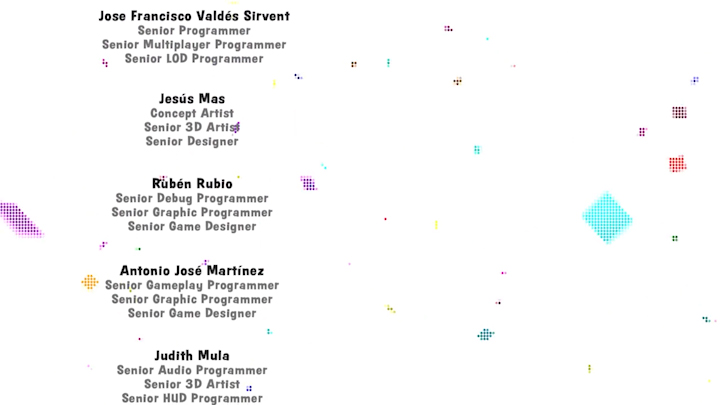 Jose Francisco Valdés Sirvent
Senior Programmer
Senior Multiplayer Programmer
Senior LOD Programmer
Jesús Mas
Concept Artist
Senior 3D Artist
Senior Designer
Rubén Rubio
Senior Debug Programmer
Senior Graphic Programmer
Senior Game Designer
Antonio José Martínez
Senior Gameplay Programmer
Senior Graphic Programmer
Senior Game Designer
Judith Mula
Senior Audio Programmer
Senior 3D Artist
Senior HUD Programmer